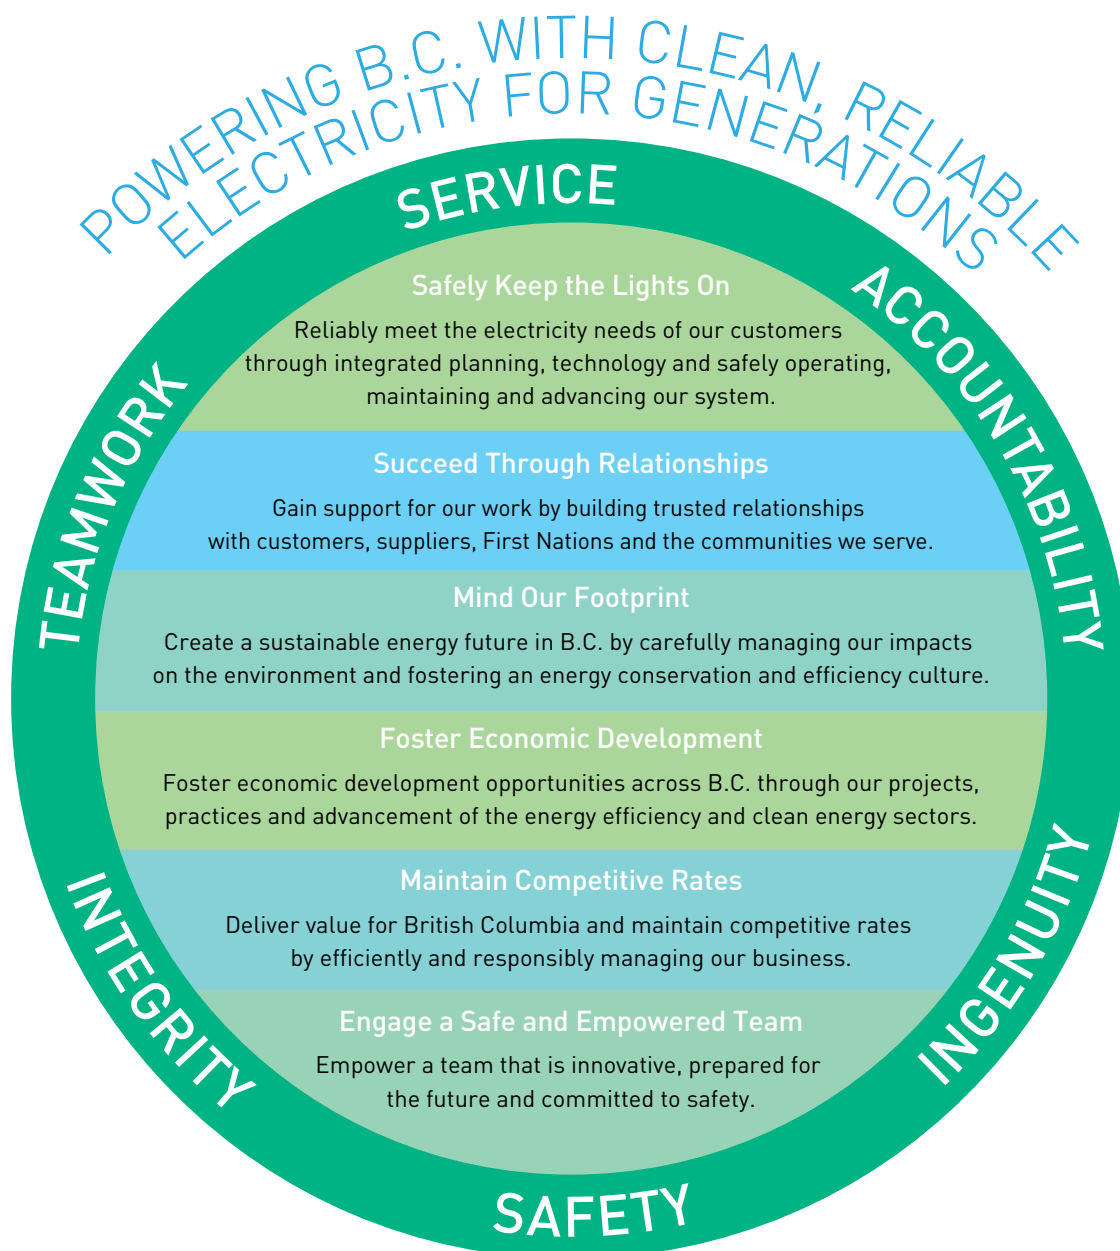 POWERING B.C. WITH CLEAN, RELIABLE
ELECTRICITY FOR GENERATIONS
SERVICE
ACCOUNTABILITY
TEAMWORK
Safely Keep the Lights On
Reliably meet the electricity needs of our customers
through integrated planning, technology and safely operating,
maintaining and advancing our system.
Succeed Through Relationships
Gain support for our work by building trusted relationships
with customers, suppliers, First Nations and the communities we serve.
Mind Our Footprint
Create a sustainable energy future in B.C. by carefully managing our impacts
on the environment and fostering an energy conservation and efficiency culture.
Foster Economic Development
Foster economic development opportunities across B.C. through our projects,
practices and advancement of the energy efficiency and clean energy sectors.
Maintain Competitive Rates
Deliver value for British Columbia and maintain competitive rates
by efficiently and responsibly managing our business.
Engage a Safe and Empowered Team
Empower a team that is innovative, prepared for
the future and committed to safety.
INTEGRITY
INGENUITY
SAFETY